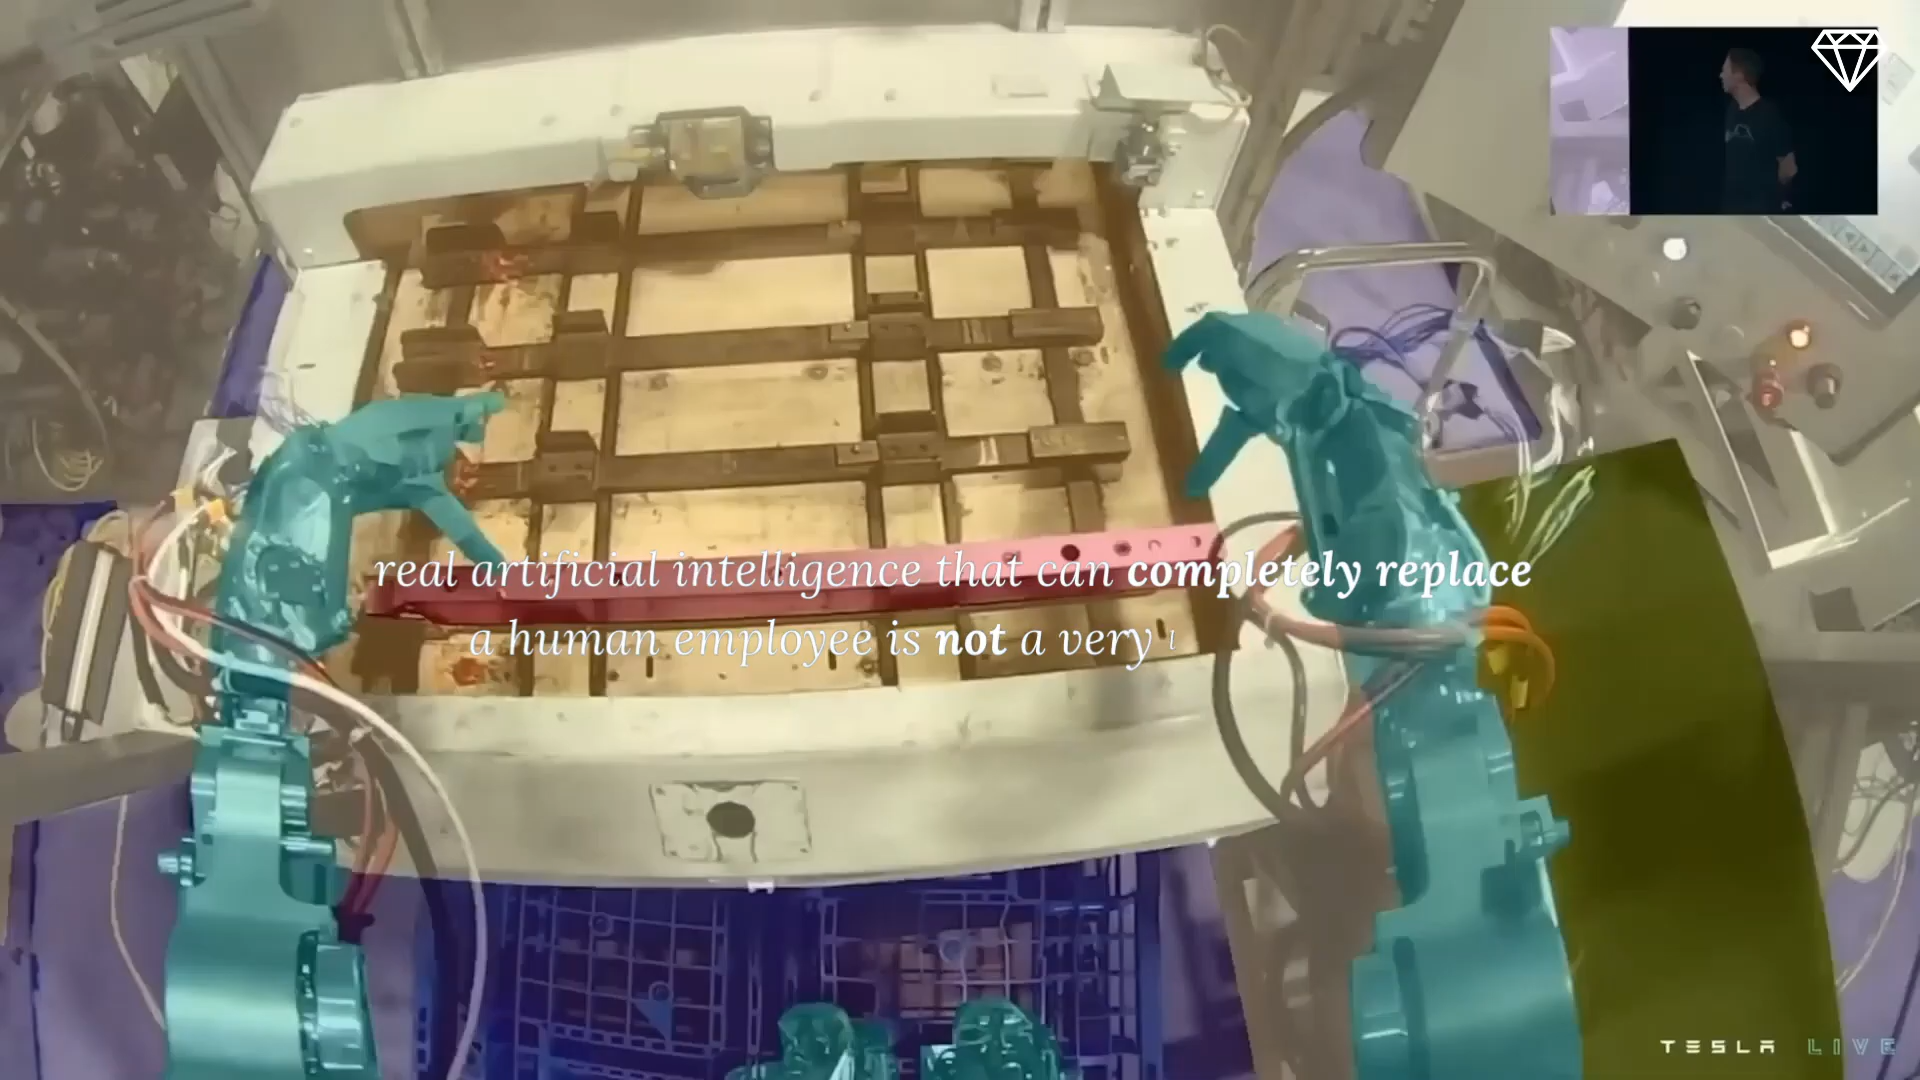 real artificial intelligence that can completely replace
a human employee is not a very
TESLA LIVE